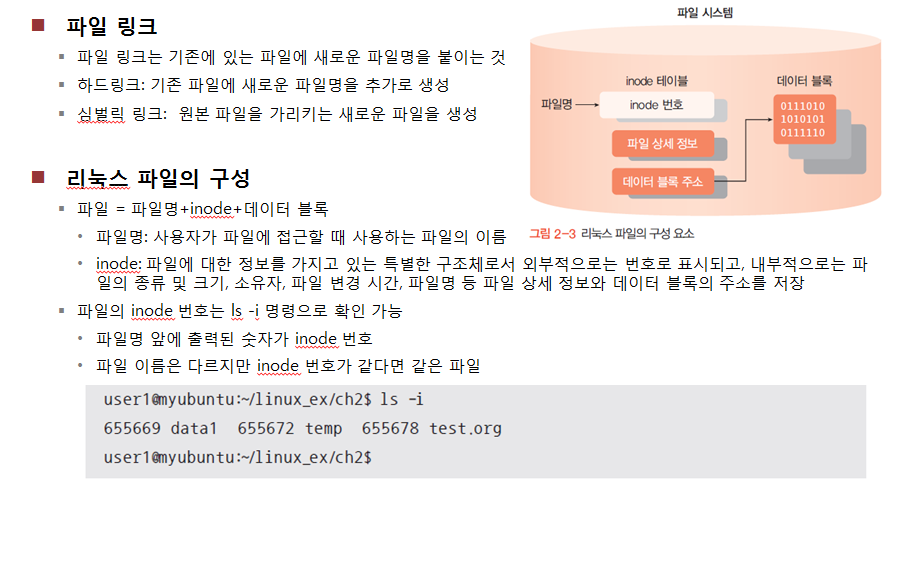 파일 링크
파일 링크는 기존에 있는 파일에 새로운 파일명을 붙이는 것
하드링크: 기존 파일에 새로운 파일명을 추가로 생성
심벌릭 링크: 원본 파일을 가리키는 새로운 파일을 생성
파일 시스템
inode 테이블
데이터 블록
파일명
inode 번호
파일 상세 정보
데이터 블록 주소
0111010
1010101
0111110
그림 2-3 리눅스 파일의 구성 요소
리눅스 파일의 구성
파일 = 파일명+inode+데이터 블록
파일명: 사용자가 파일에 접근할 때 사용하는 파일의 이름
inode: 파일에 대한 정보를 가지고 있는 특별한 구조체로서 외부적으로는 번호로 표시되고, 내부적으로는 파
일의 종류 및 크기, 소유자, 파일 변경 시간, 파일명 등 파일 상세 정보와 데이터 블록의 주소를 저장
파일의 inode 번호는 ls -i 명령으로 확인 가능
파일명 앞에 출력된 숫자가 inode 번호
파일 이름은 다르지만 inode 번호가 같다면 같은 파일
user1@myubuntu:~/linux_ex/ch2$ ls -i
655669 data1 655672 temp 655678 test.org
user1@myubuntu:~/linux_ex/ch2$